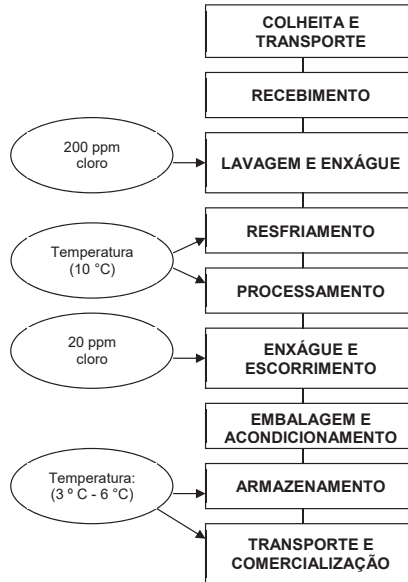 COLHEITA E
TRANSPORTE
RECEBIMENTO
200 ppm
cloro
LAVAGEM E ENXÁGUE
RESFRIAMENTO
Temperatura
(10 °C)
PROCESSAMENTO
20 ppm
cloro
ENXÁGUE E
ESCORRIMENTO
EMBALAGEM E
ACONDICIONAMENTO
Temperatura:
(3 º C - 6 °C)
ARMAZENAMENTO
TRANSPORTE E
COMERCIALIZAÇÃO